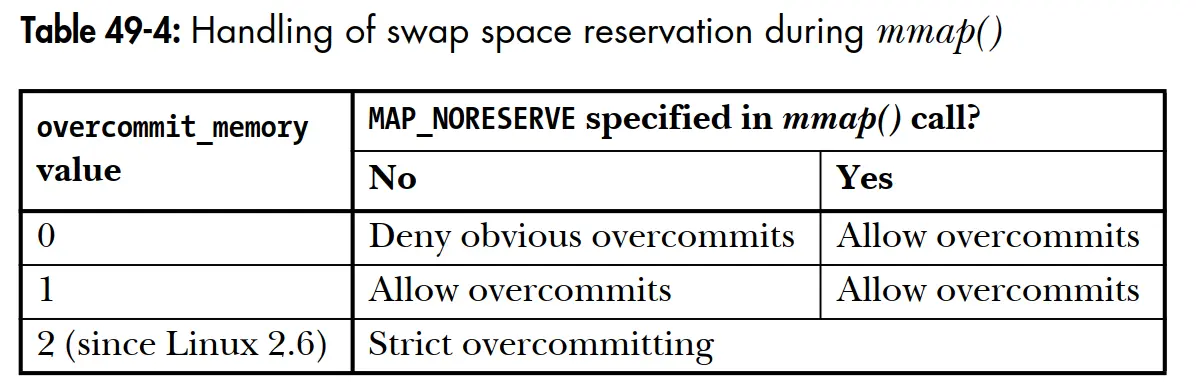 Table 49-4: Handling of swap space reservation during mmap()
overcommit_memory value
MAP_NORESERVE specified in mmap() call?
No Yes
0 Deny obvious overcommits Allow overcommits
1 Allow overcommits Allow overcommits
2 (since Linux 2.6) Strict overcommitting